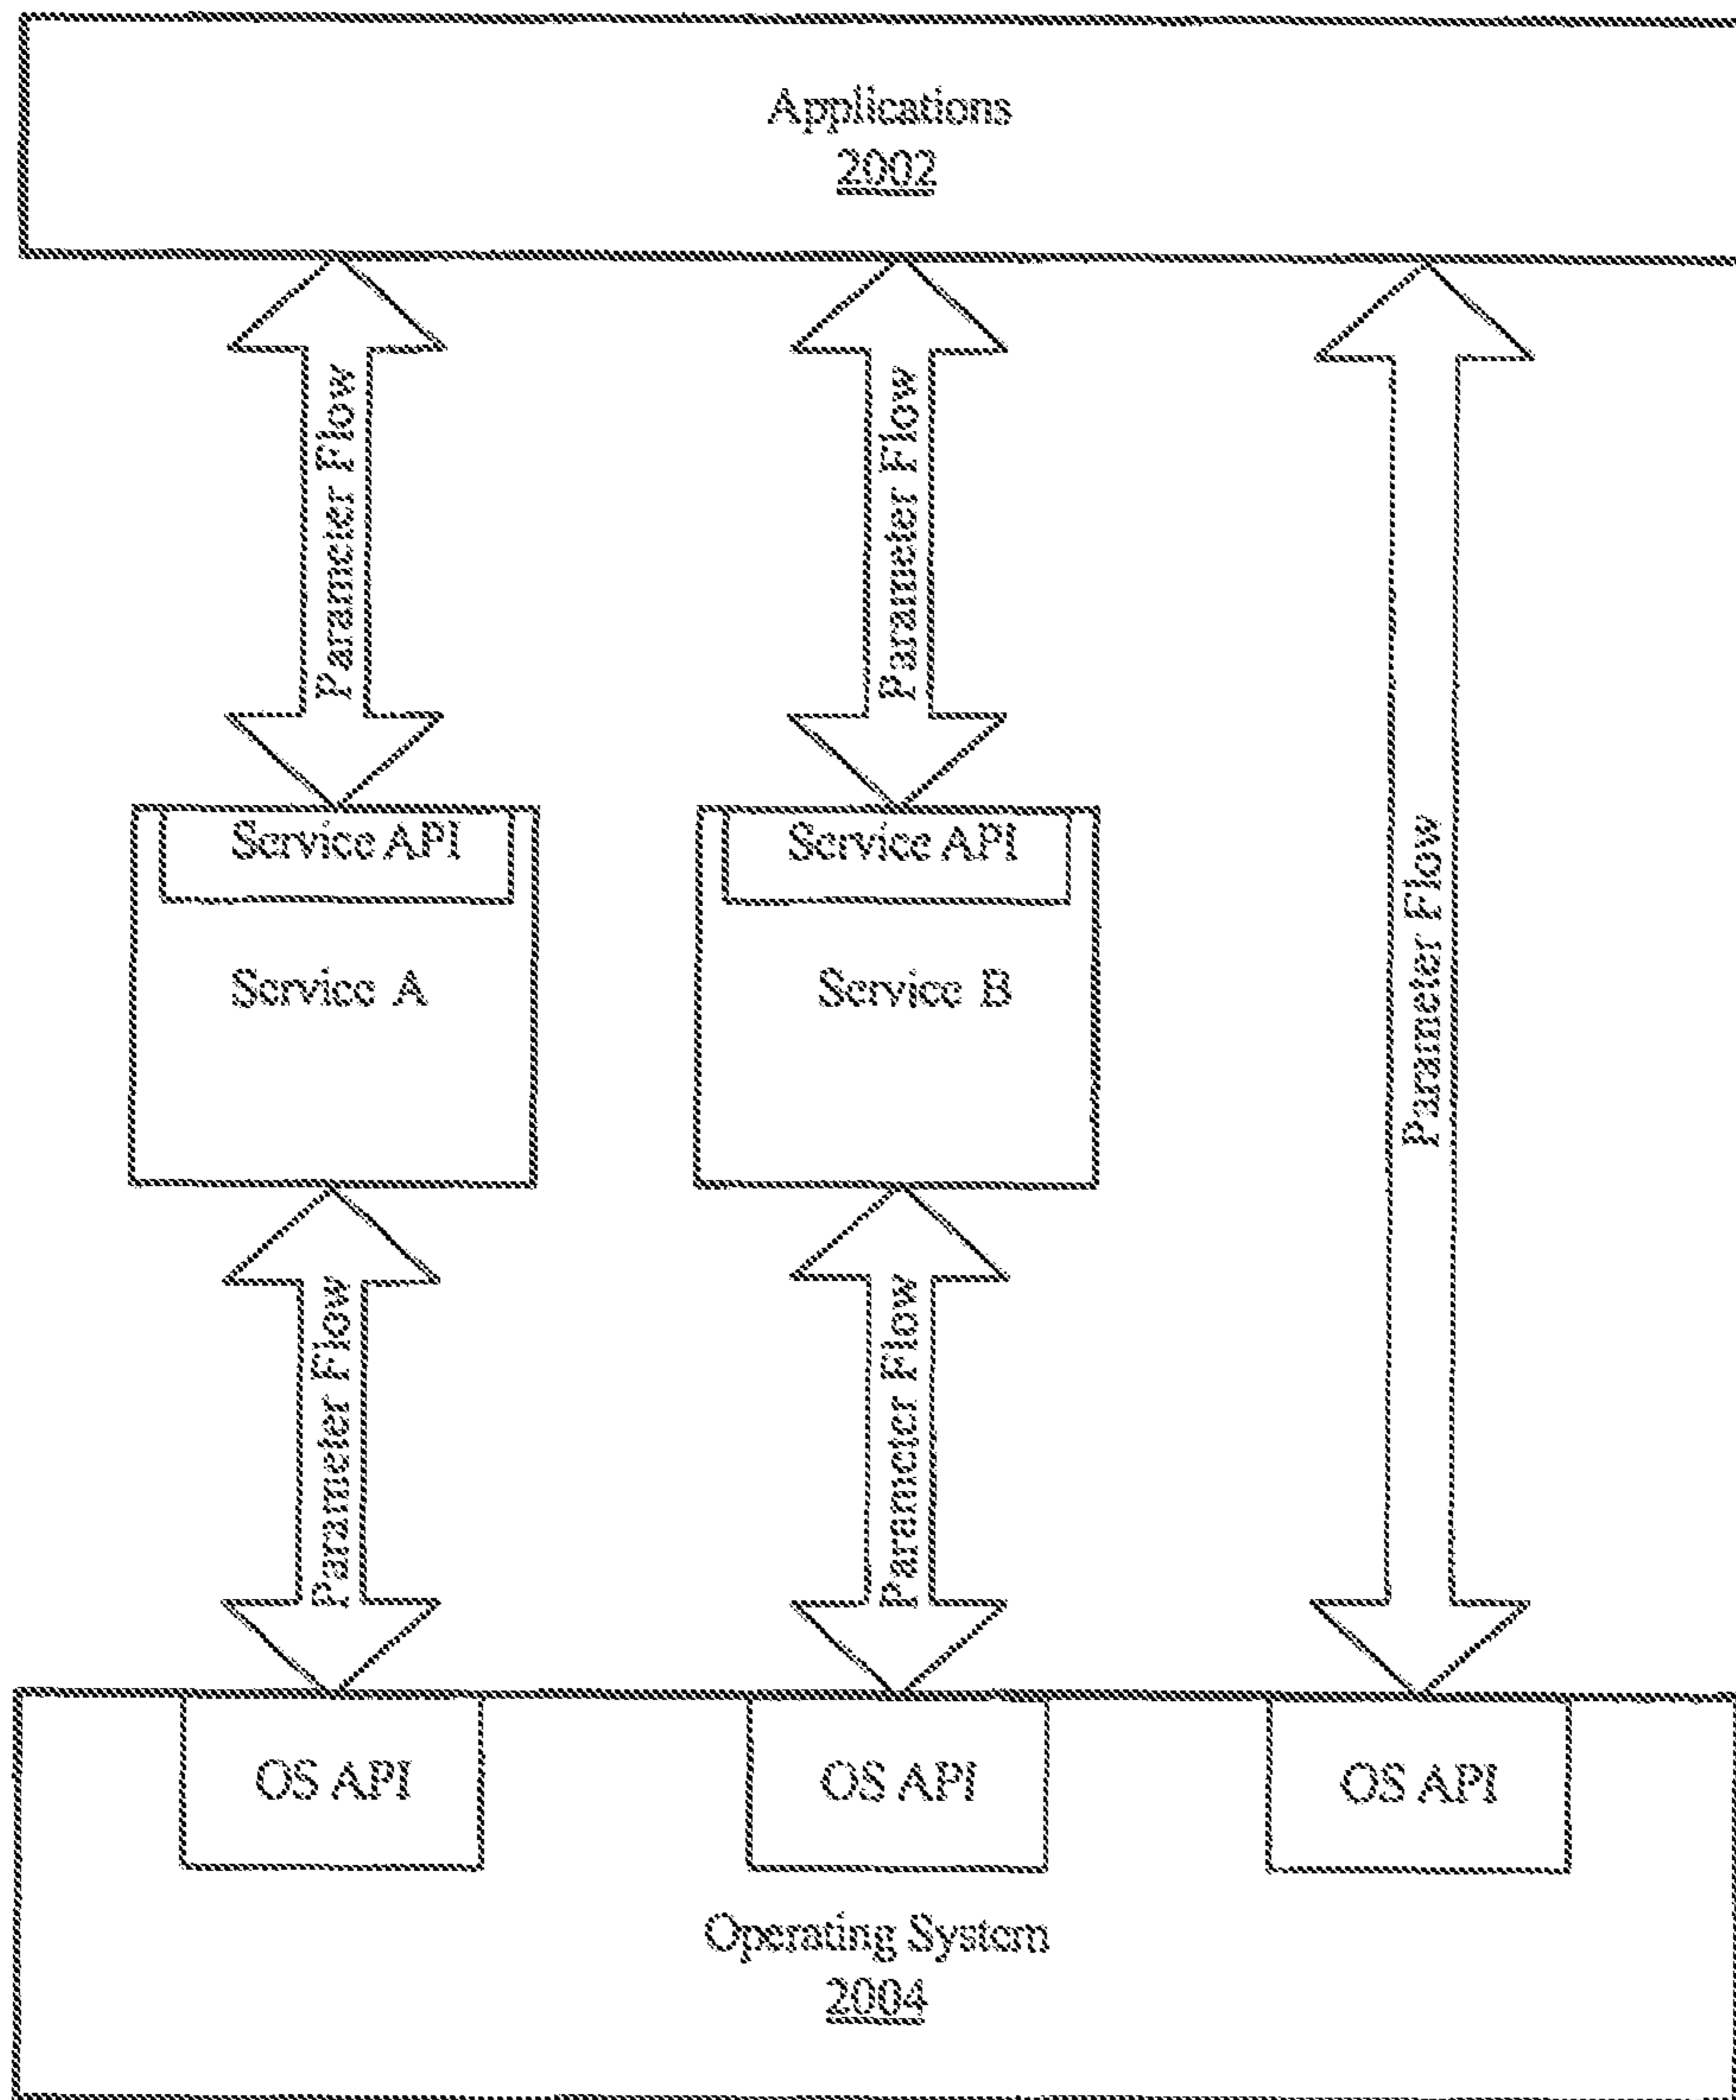 Applications
2002
Parameter Flow
Parameter Flow
Parameter Flow
Service API
Service API
Service A
Service B
Parameter Flow
Parameter Flow
OS API
OS API
OS API
Operating System
2004